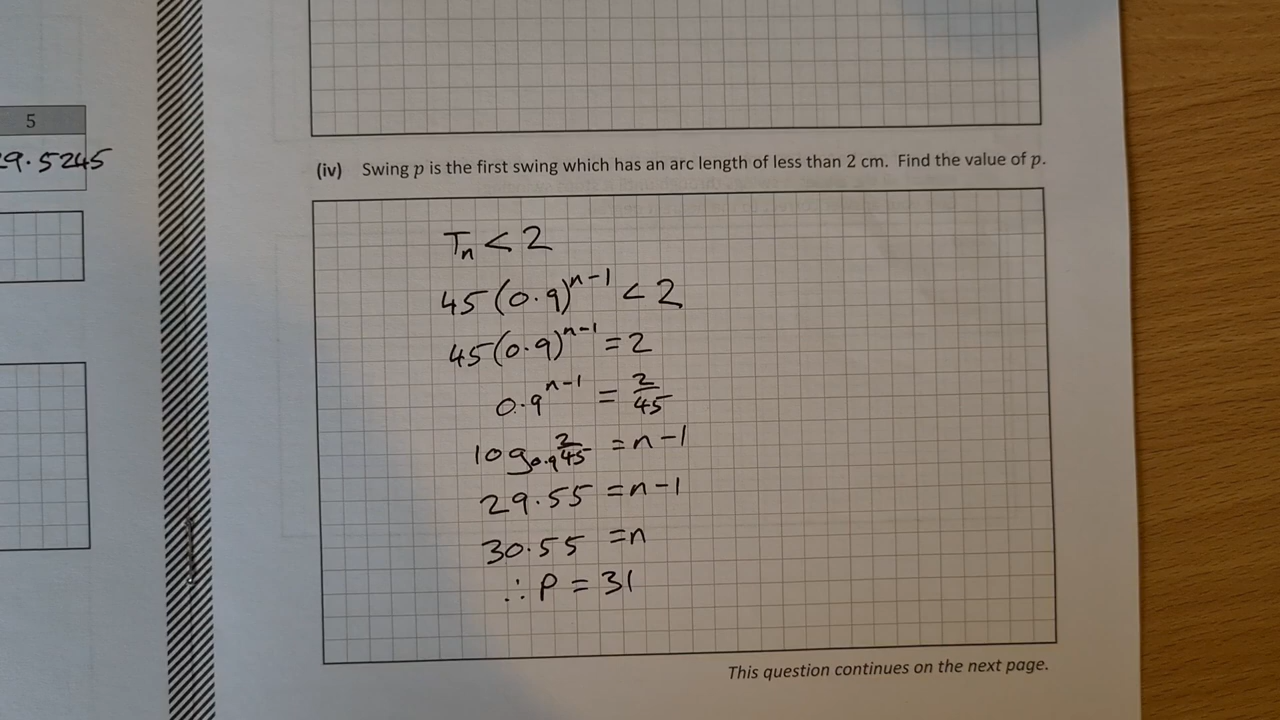 5
29.5245
(iv) Swing p is the first swing which has an arc length of less than 2 cm. Find the value of p.
Tₙ < 2
45(0.9)ⁿ⁻¹ < 2
45(0.9)ⁿ⁻¹ = 2
0.9ⁿ⁻¹ = 2/45
log₀.₉ 2/45 = n-1
29.55 = n-1
30.55 = n
∴ P = 31
This question continues on the next page.